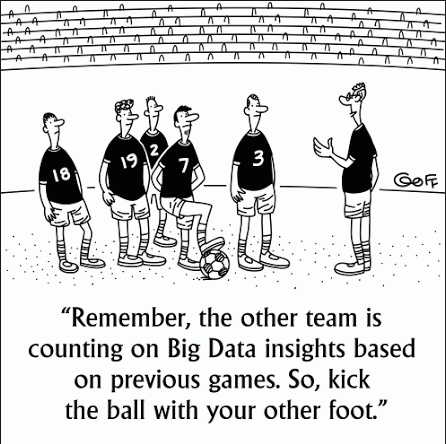 18
19
2
7
3
GOFF
“Remember, the other team is
counting on Big Data insights based
on previous games. So, kick
the ball with your other foot.”